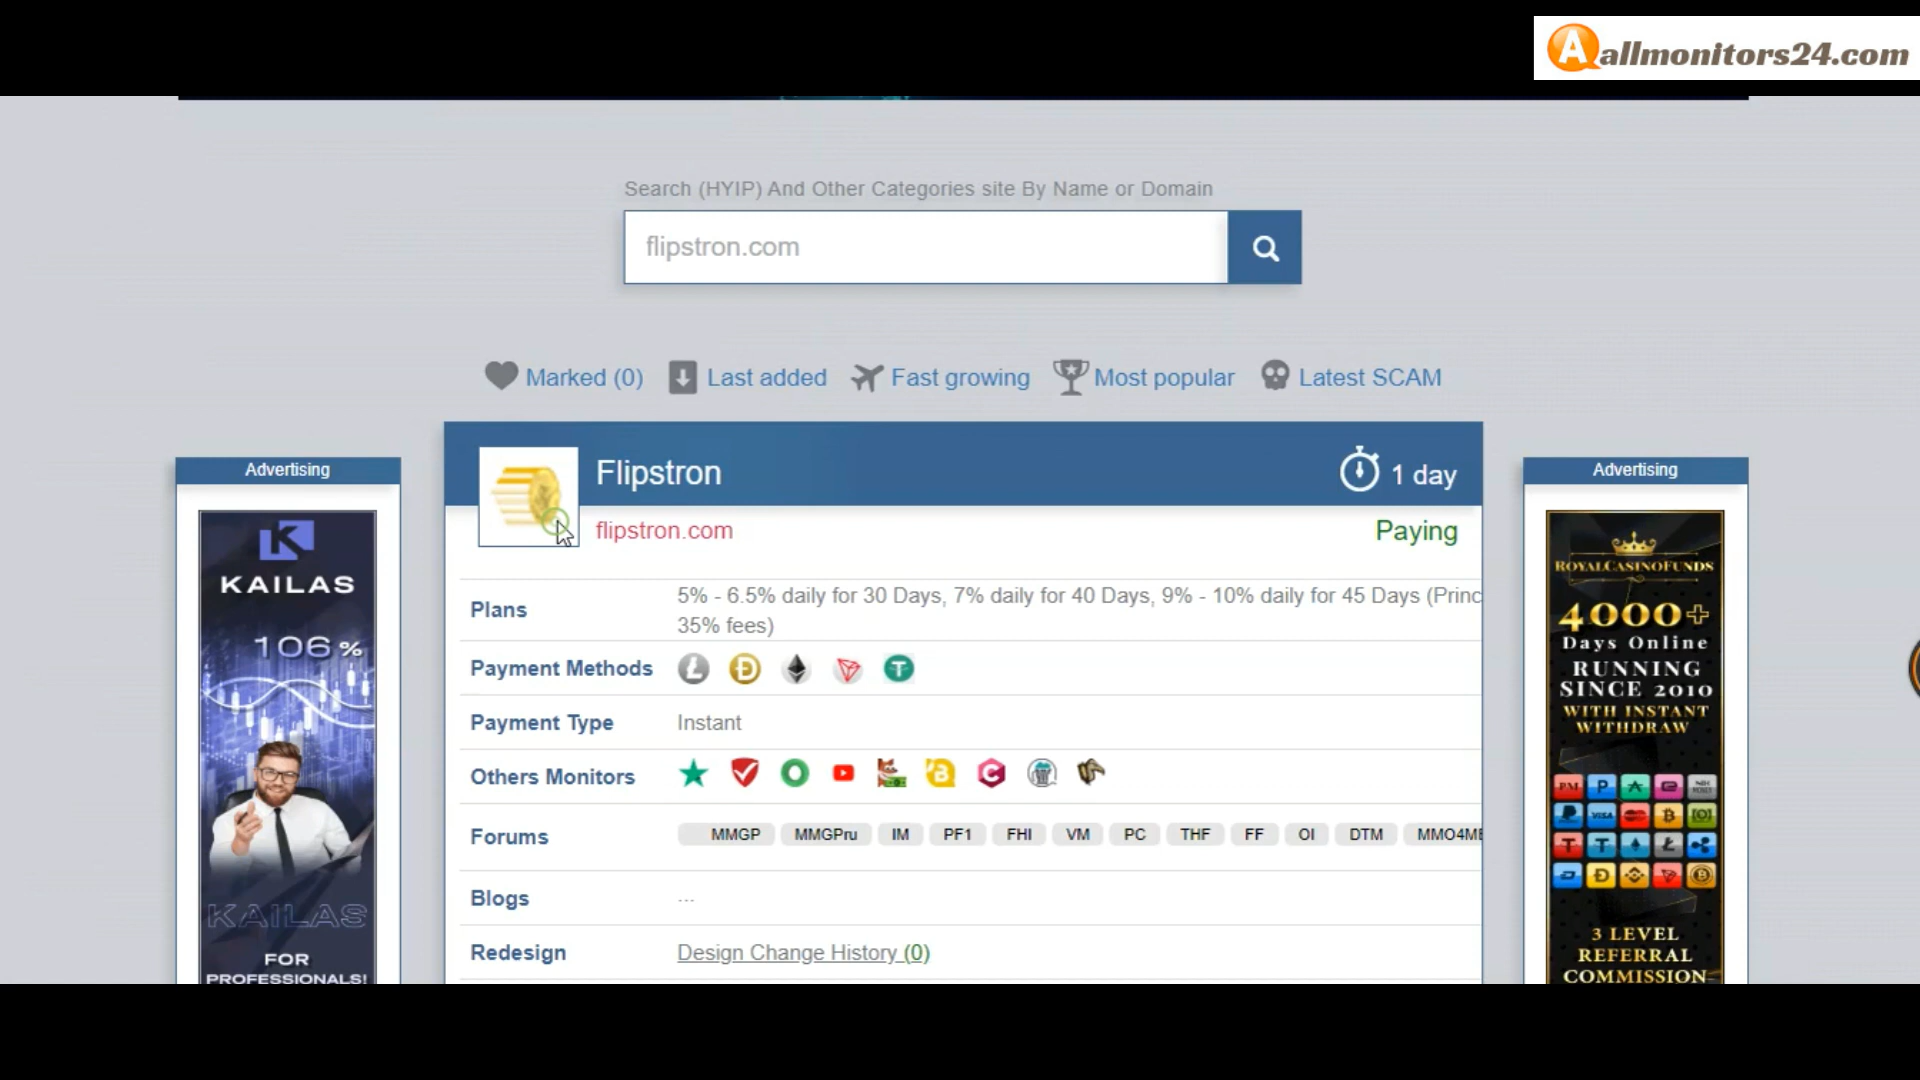 allmonitors24.com
Search (HYIP) And Other Categories site By Name or Domain
flipstron.com
Marked (0) Last added Fast growing Most popular Latest SCAM
Advertising
KAILAS
106 %
KAILAS
FOR
PROFESSIONALS!
Flipstron
1 day
flipstron.com
Paying
Plans
5% - 6.5% daily for 30 Days, 7% daily for 40 Days, 9% - 10% daily for 45 Days (Princ
35% fees)
Payment Methods
Payment Type
Instant
Others Monitors
Forums
MMGP MMGPru IM PF1 FHI VM PC THF FF OI DTM MMO4ME
Blogs
...
Redesign
Design Change History (0)
Advertising
ROYALCASINOFUNDS
4000+
Days Online
RUNNING
SINCE 2010
WITH INSTANT
WITHDRAW
PM
VISA
3 LEVEL
REFERRAL
COMMISSION